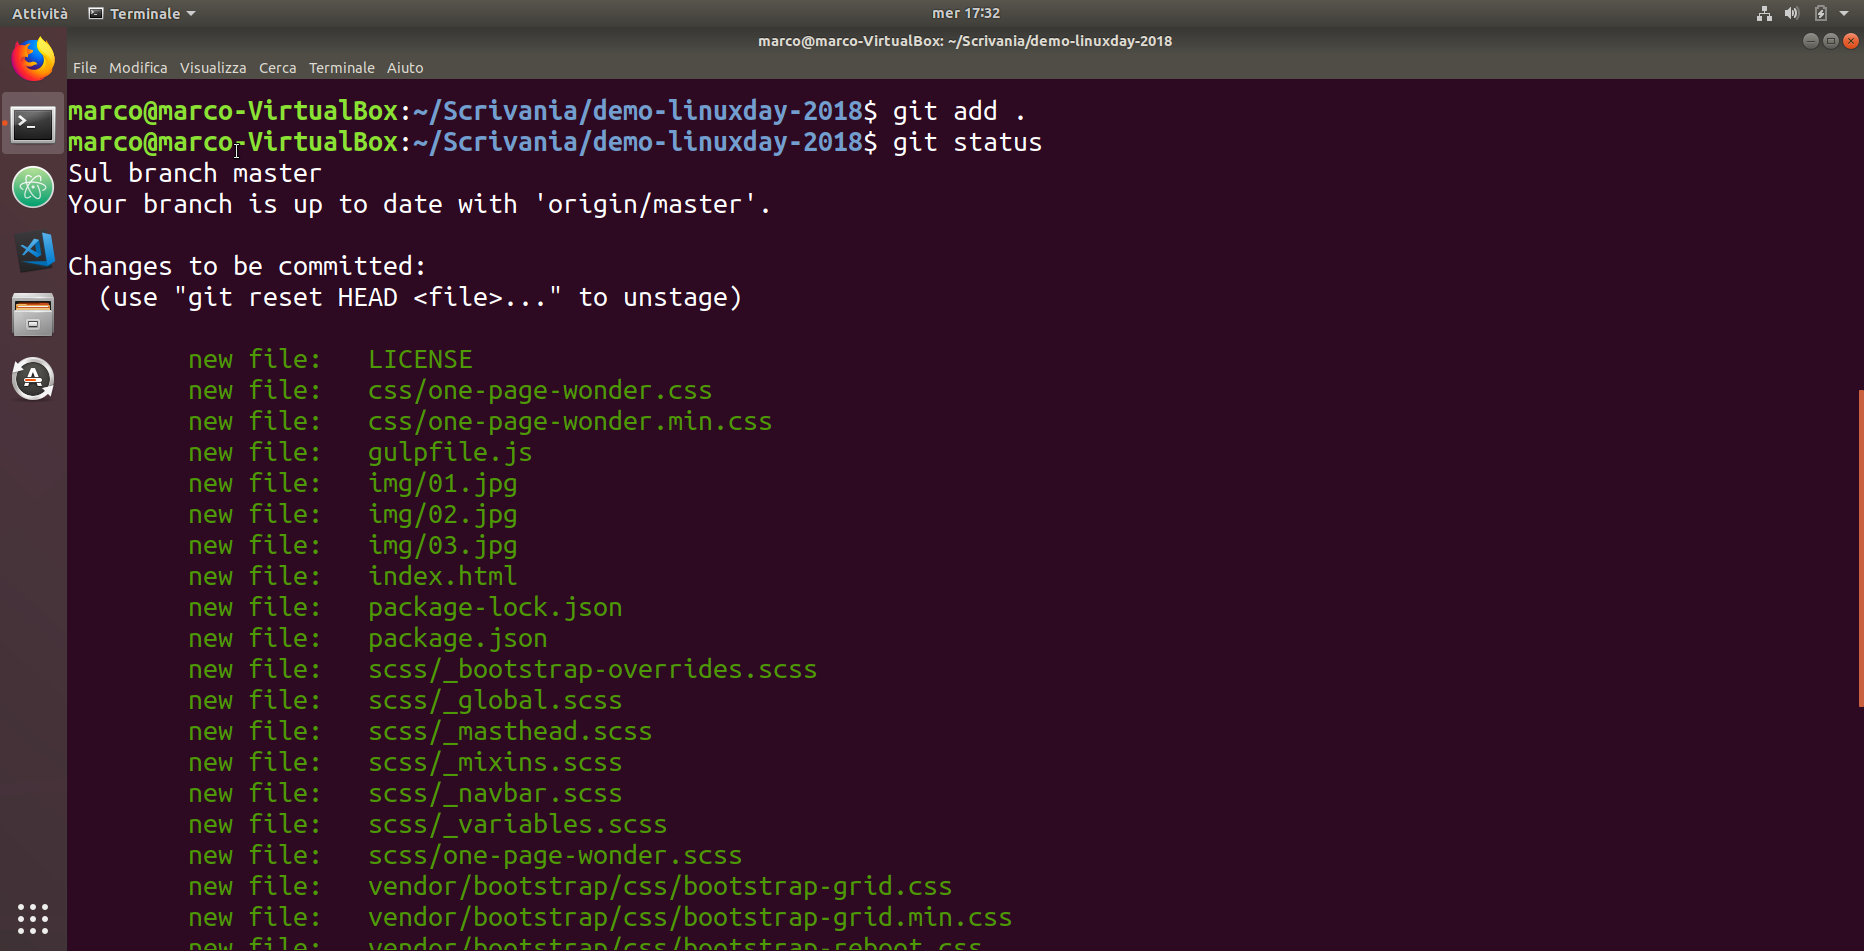 Attività Terminale mer 17:32
marco@marco-VirtualBox: ~/Scrivania/demo-linuxday-2018
File Modifica Visualizza Cerca Terminale Aiuto
marco@marco-VirtualBox:~/Scrivania/demo-linuxday-2018$ git add .
marco@marco-VirtualBox:~/Scrivania/demo-linuxday-2018$ git status
Sul branch master
Your branch is up to date with 'origin/master'.
Changes to be committed:
(use "git reset HEAD <file>..." to unstage)
new file: LICENSE
new file: css/one-page-wonder.css
new file: css/one-page-wonder.min.css
new file: gulpfile.js
new file: img/01.jpg
new file: img/02.jpg
new file: img/03.jpg
new file: index.html
new file: package-lock.json
new file: package.json
new file: scss/_bootstrap-overrides.scss
new file: scss/_global.scss
new file: scss/_masthead.scss
new file: scss/_mixins.scss
new file: scss/_navbar.scss
new file: scss/_variables.scss
new file: scss/one-page-wonder.scss
new file: vendor/bootstrap/css/bootstrap-grid.css
new file: vendor/bootstrap/css/bootstrap-grid.min.css
new file: vendor/bootstrap/css/bootstrap-reboot.css